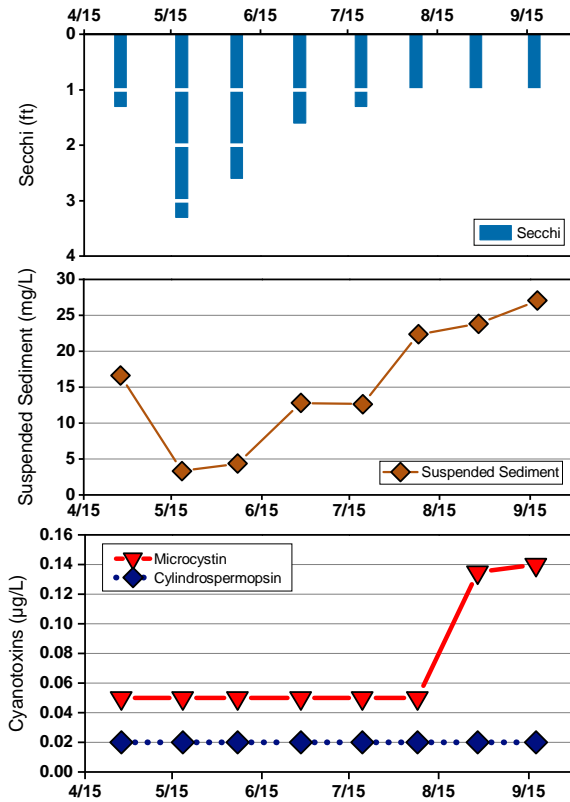 4/15 5/15 6/15 7/15 8/15 9/15
0
1
2
3
4
Secchi (ft)
Secchi
30
25
20
15
10
5
0
Suspended Sediment (mg/L)
Suspended Sediment
4/15 5/15 6/15 7/15 8/15 9/15
0.16
0.14
0.12
0.10
0.08
0.06
0.04
0.02
0.00
Cyanotoxins (µg/L)
Microcystin
Cylindrospermopsin
4/15 5/15 6/15 7/15 8/15 9/15